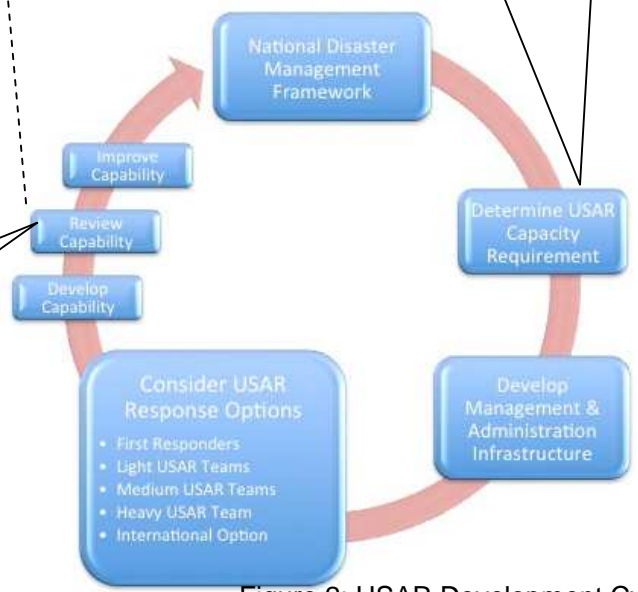 National Disaster
Management
Framework
Determine USAR
Capacity
Requirement
Develop
Management &
Administration
Infrastructure
Consider USAR
Response Options
• First Responders
• Light USAR Teams
• Medium USAR Teams
• Heavy USAR Team
• International Option
Develop
Capability
Review
Capability
Improve
Capability
Figure 2: USAR Development